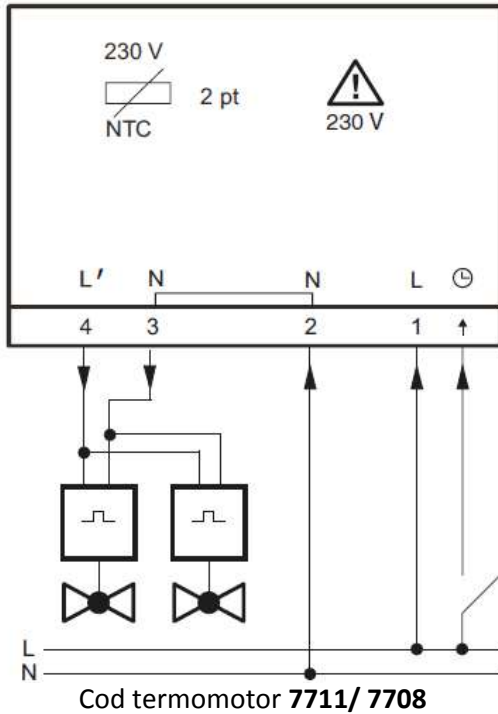 230 V
2 pt
NTC
230 V
L' N N L
4 3 2 1
L
N
Cod termomotor 7711/ 7708